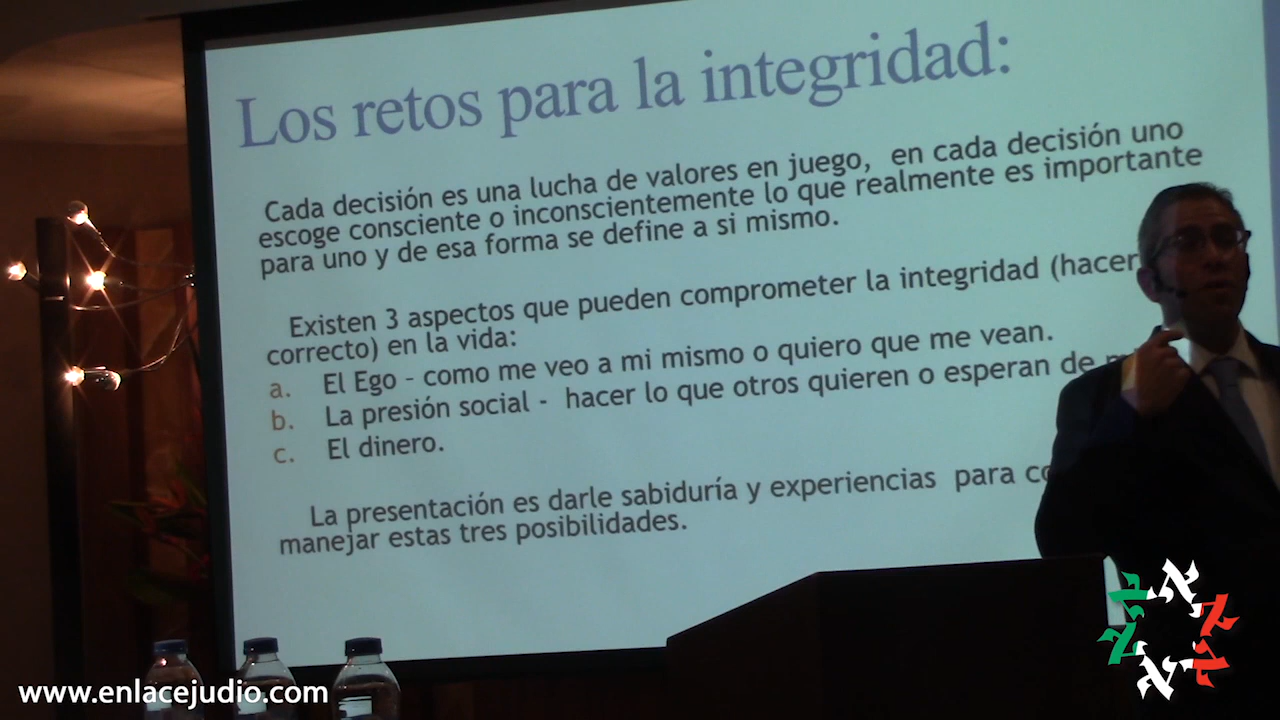 Los retos para la integridad:
Cada decisión es una lucha de valores en juego, en cada decisión uno
escoge consciente o inconscientemente lo que realmente es importante
para uno y de esa forma se define a si mismo.
Existen 3 aspectos que pueden comprometer la integridad (hacer
correcto) en la vida:
a. El Ego - como me veo a mi mismo o quiero que me vean.
b. La presión social - hacer lo que otros quieren o esperan de
c. El dinero.
La presentación es darle sabiduría y experiencias para
manejar estas tres posibilidades.
www.enlacejudio.com